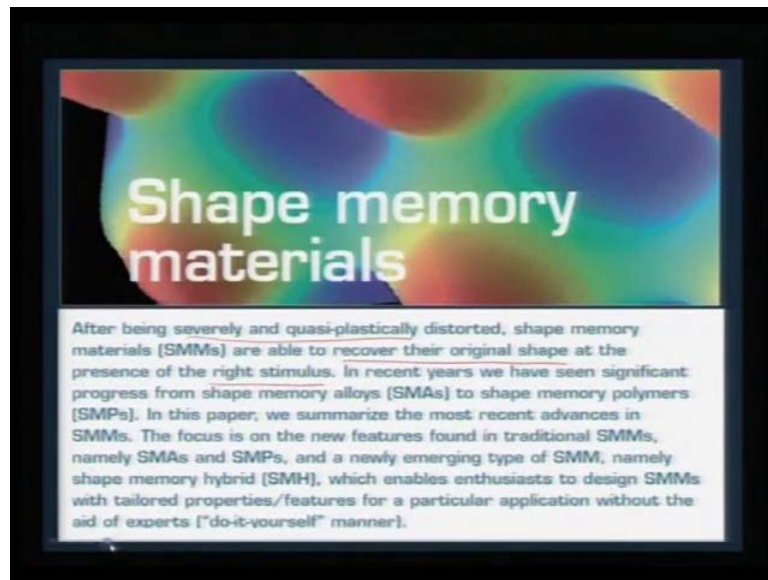 Shape memory
materials
After being severely and quasi-plastically distorted, shape memory
materials (SMMs) are able to recover their original shape at the
presence of the right stimulus. In recent years we have seen significant
progress from shape memory alloys (SMAs) to shape memory polymers
(SMPs). In this paper, we summarize the most recent advances in
SMMs. The focus is on the new features found in traditional SMMs,
namely SMAs and SMPs, and a newly emerging type of SMM, namely
shape memory hybrid (SMH), which enables enthusiasts to design SMMs
with tailored properties/features for a particular application without the
aid of experts ("do-it-yourself" manner).